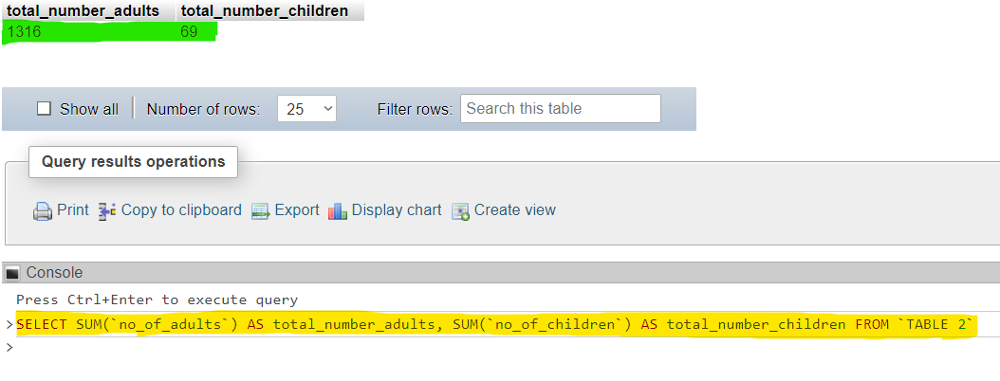 total_number_adults total_number_children
1316 69
Show all Number of rows: 25 Filter rows: Search this table
Query results operations
Print Copy to clipboard Export Display chart Create view
Console
Press Ctrl+Enter to execute query
>SELECT SUM(`no_of_adults`) AS total_number_adults, SUM(`no_of_children`) AS total_number_children FROM `TABLE 2`
>